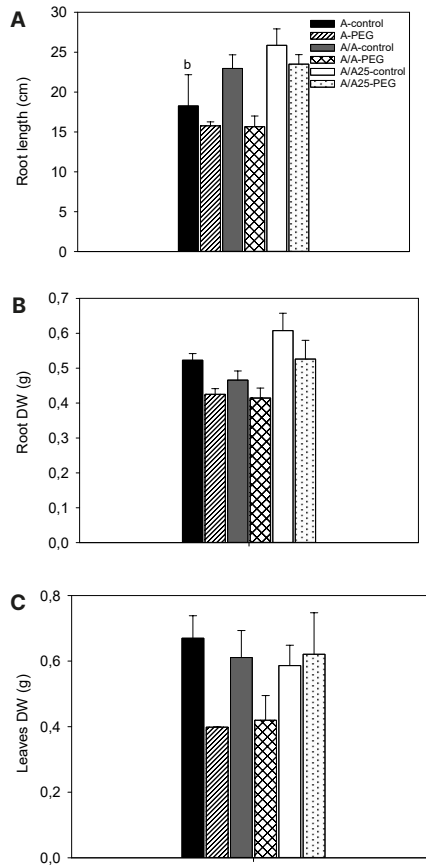 A
30
25
20
15
10
5
0
Root length (cm)
b
A-control
A-PEG
A/A-control
A/A-PEG
A/A25-control
A/A25-PEG
B
0,7
0,6
0,5
0,4
0,3
0,2
0,1
0,0
Root DW (g)
C
0,8
0,6
0,4
0,2
0,0
Leaves DW (g)